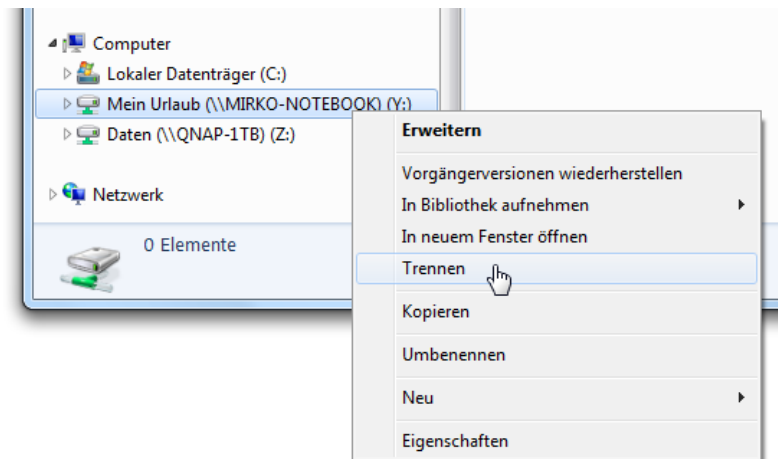 Computer
Lokaler Datenträger (C:)
Mein Urlaub (\\MIRKO-NOTEBOOK) (Y:)
Daten (\\QNAP-1TB) (Z:)
Netzwerk
0 Elemente
Erweitern
Vorgängerversionen wiederherstellen
In Bibliothek aufnehmen
In neuem Fenster öffnen
Trennen
Kopieren
Umbenennen
Neu
Eigenschaften